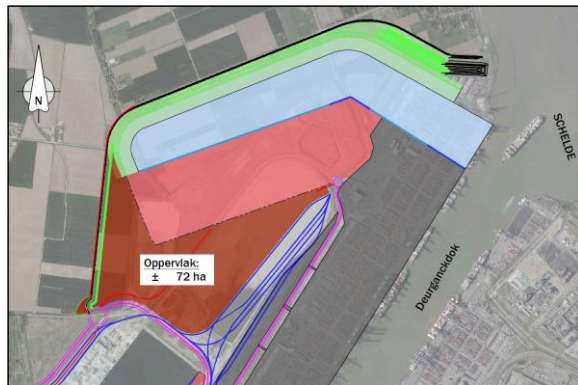 N
SCHELDE
Oppervlak:
± 72 ha
Deurganckdok